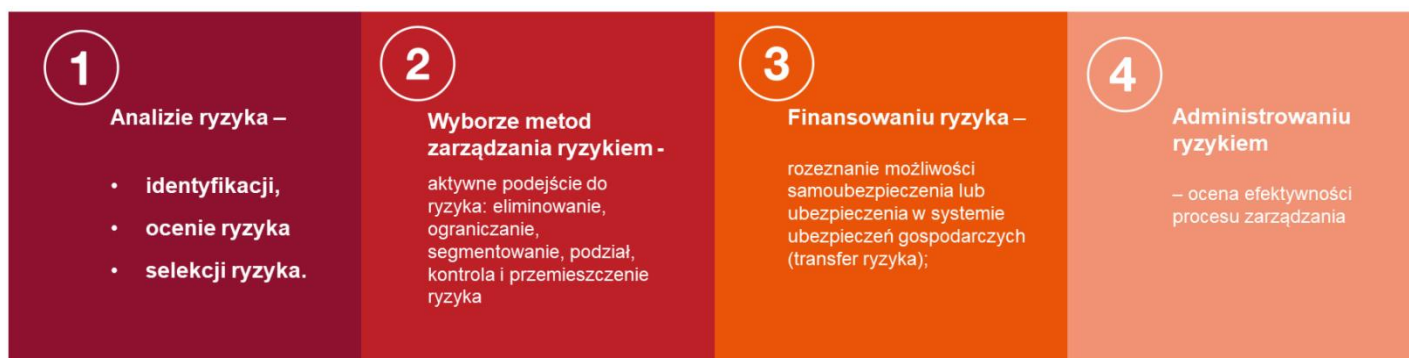 1
Analizie ryzyka –
• identyfikacji,
• ocenie ryzyka
• selekcji ryzyka.
2
Wyborze metod
zarządzania ryzykiem -
aktywne podejście do
ryzyka: eliminowanie,
ograniczanie,
segmentowanie, podział,
kontrola i przemieszczenie
ryzyka
3
Finansowaniu ryzyka –
rozeznanie możliwości
samoubezpieczenia lub
ubezpieczenia w systemie
ubezpieczeń gospodarczych
(transfer ryzyka);
4
Administrowaniu
ryzykiem
– ocena efektywności
procesu zarządzania